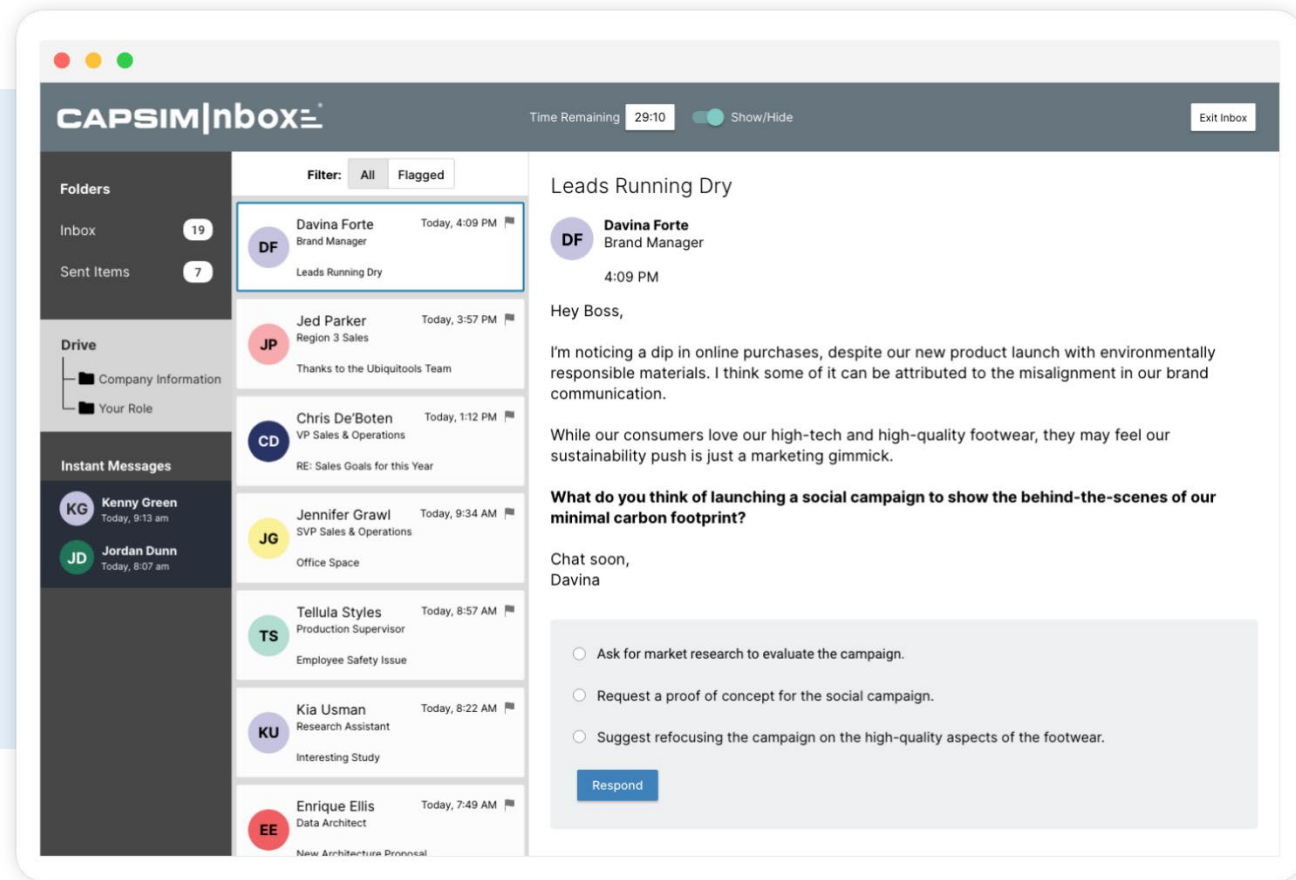 CAPSIMInbox
Time Remaining 29:10 Show/Hide
Exit Inbox
Folders
Inbox 19
Sent Items 7
Drive
Company Information
Your Role
Instant Messages
KG
Kenny Green
Today, 9:13 am
JD
Jordan Dunn
Today, 8:07 am
Filter: All Flagged
DF
Davina Forte Today, 4:09 PM
Brand Manager
Leads Running Dry
JP
Jed Parker Today, 3:57 PM
Region 3 Sales
Thanks to the Ubiquitools Team
CD
Chris De'Boten Today, 1:12 PM
VP Sales & Operations
RE: Sales Goals for this Year
JG
Jennifer Grawl Today, 9:34 AM
SVP Sales & Operations
Office Space
TS
Tellula Styles Today, 8:57 AM
Production Supervisor
Employee Safety Issue
KU
Kia Usman Today, 8:22 AM
Research Assistant
Interesting Study
EE
Enrique Ellis Today, 7:49 AM
Data Architect
New Architecture Proposal
Leads Running Dry
DF
Davina Forte
Brand Manager
4:09 PM
Hey Boss,
I'm noticing a dip in online purchases, despite our new product launch with environmentally
responsible materials. I think some of it can be attributed to the misalignment in our brand
communication.
While our consumers love our high-tech and high-quality footwear, they may feel our
sustainability push is just a marketing gimmick.
What do you think of launching a social campaign to show the behind-the-scenes of our
minimal carbon footprint?
Chat soon,
Davina
Ask for market research to evaluate the campaign.
Request a proof of concept for the social campaign.
Suggest refocusing the campaign on the high-quality aspects of the footwear.
Respond